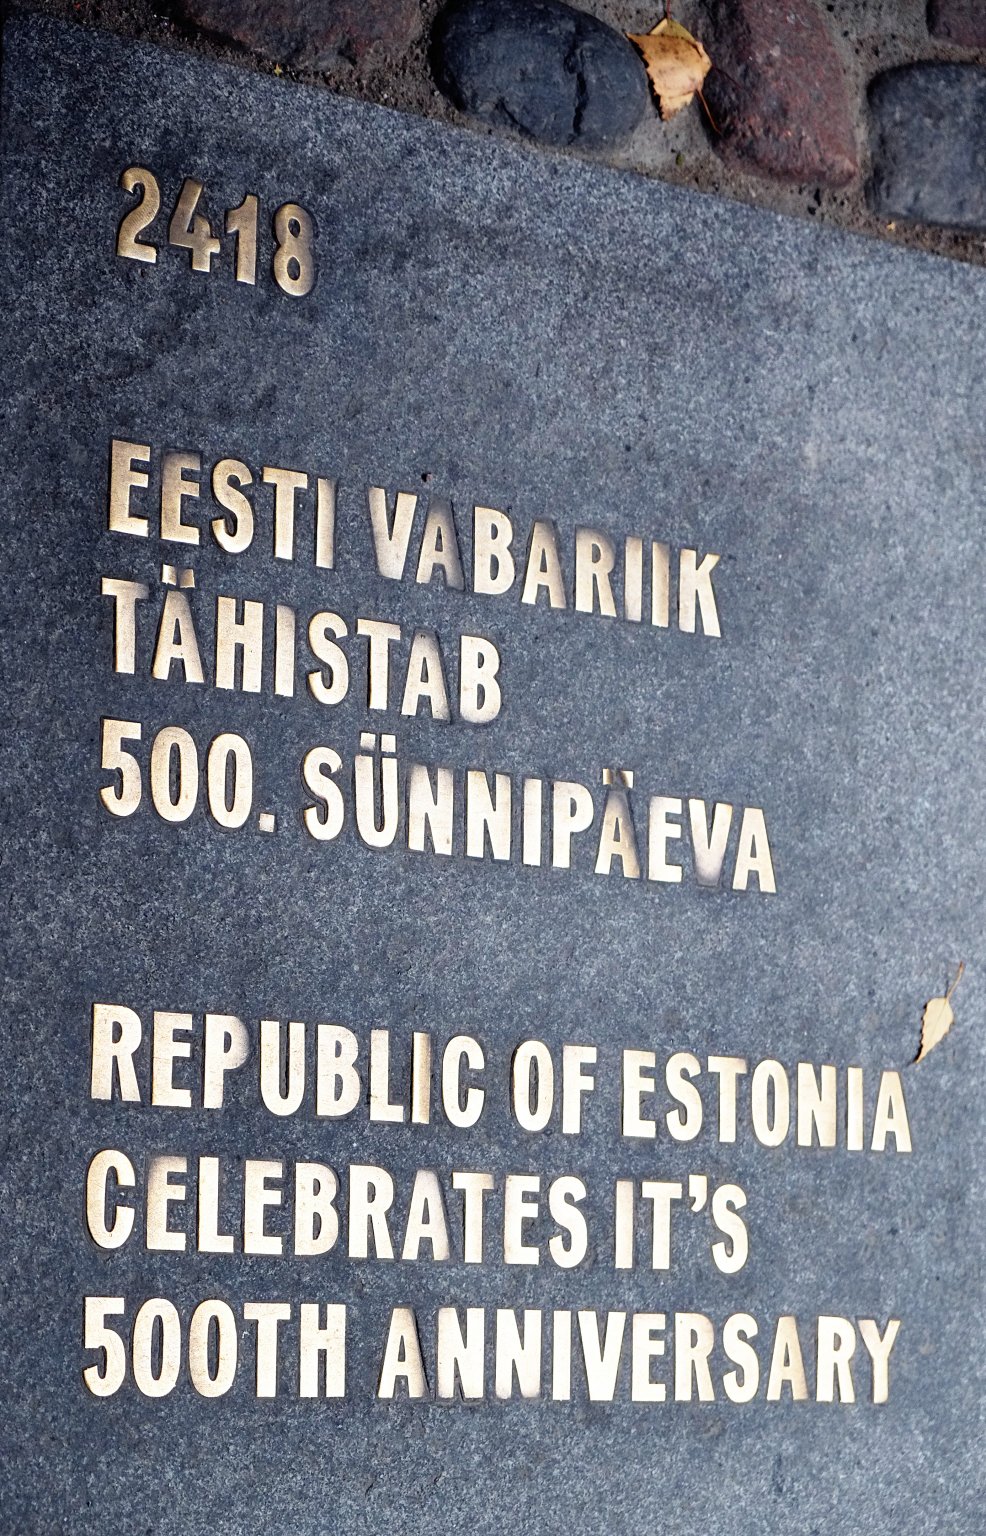 2418
EESTI VABARIIK
TÄHISTAB
500. SÜNNIPÄEVA
REPUBLIC OF ESTONIA
CELEBRATES IT'S
500TH ANNIVERSARY